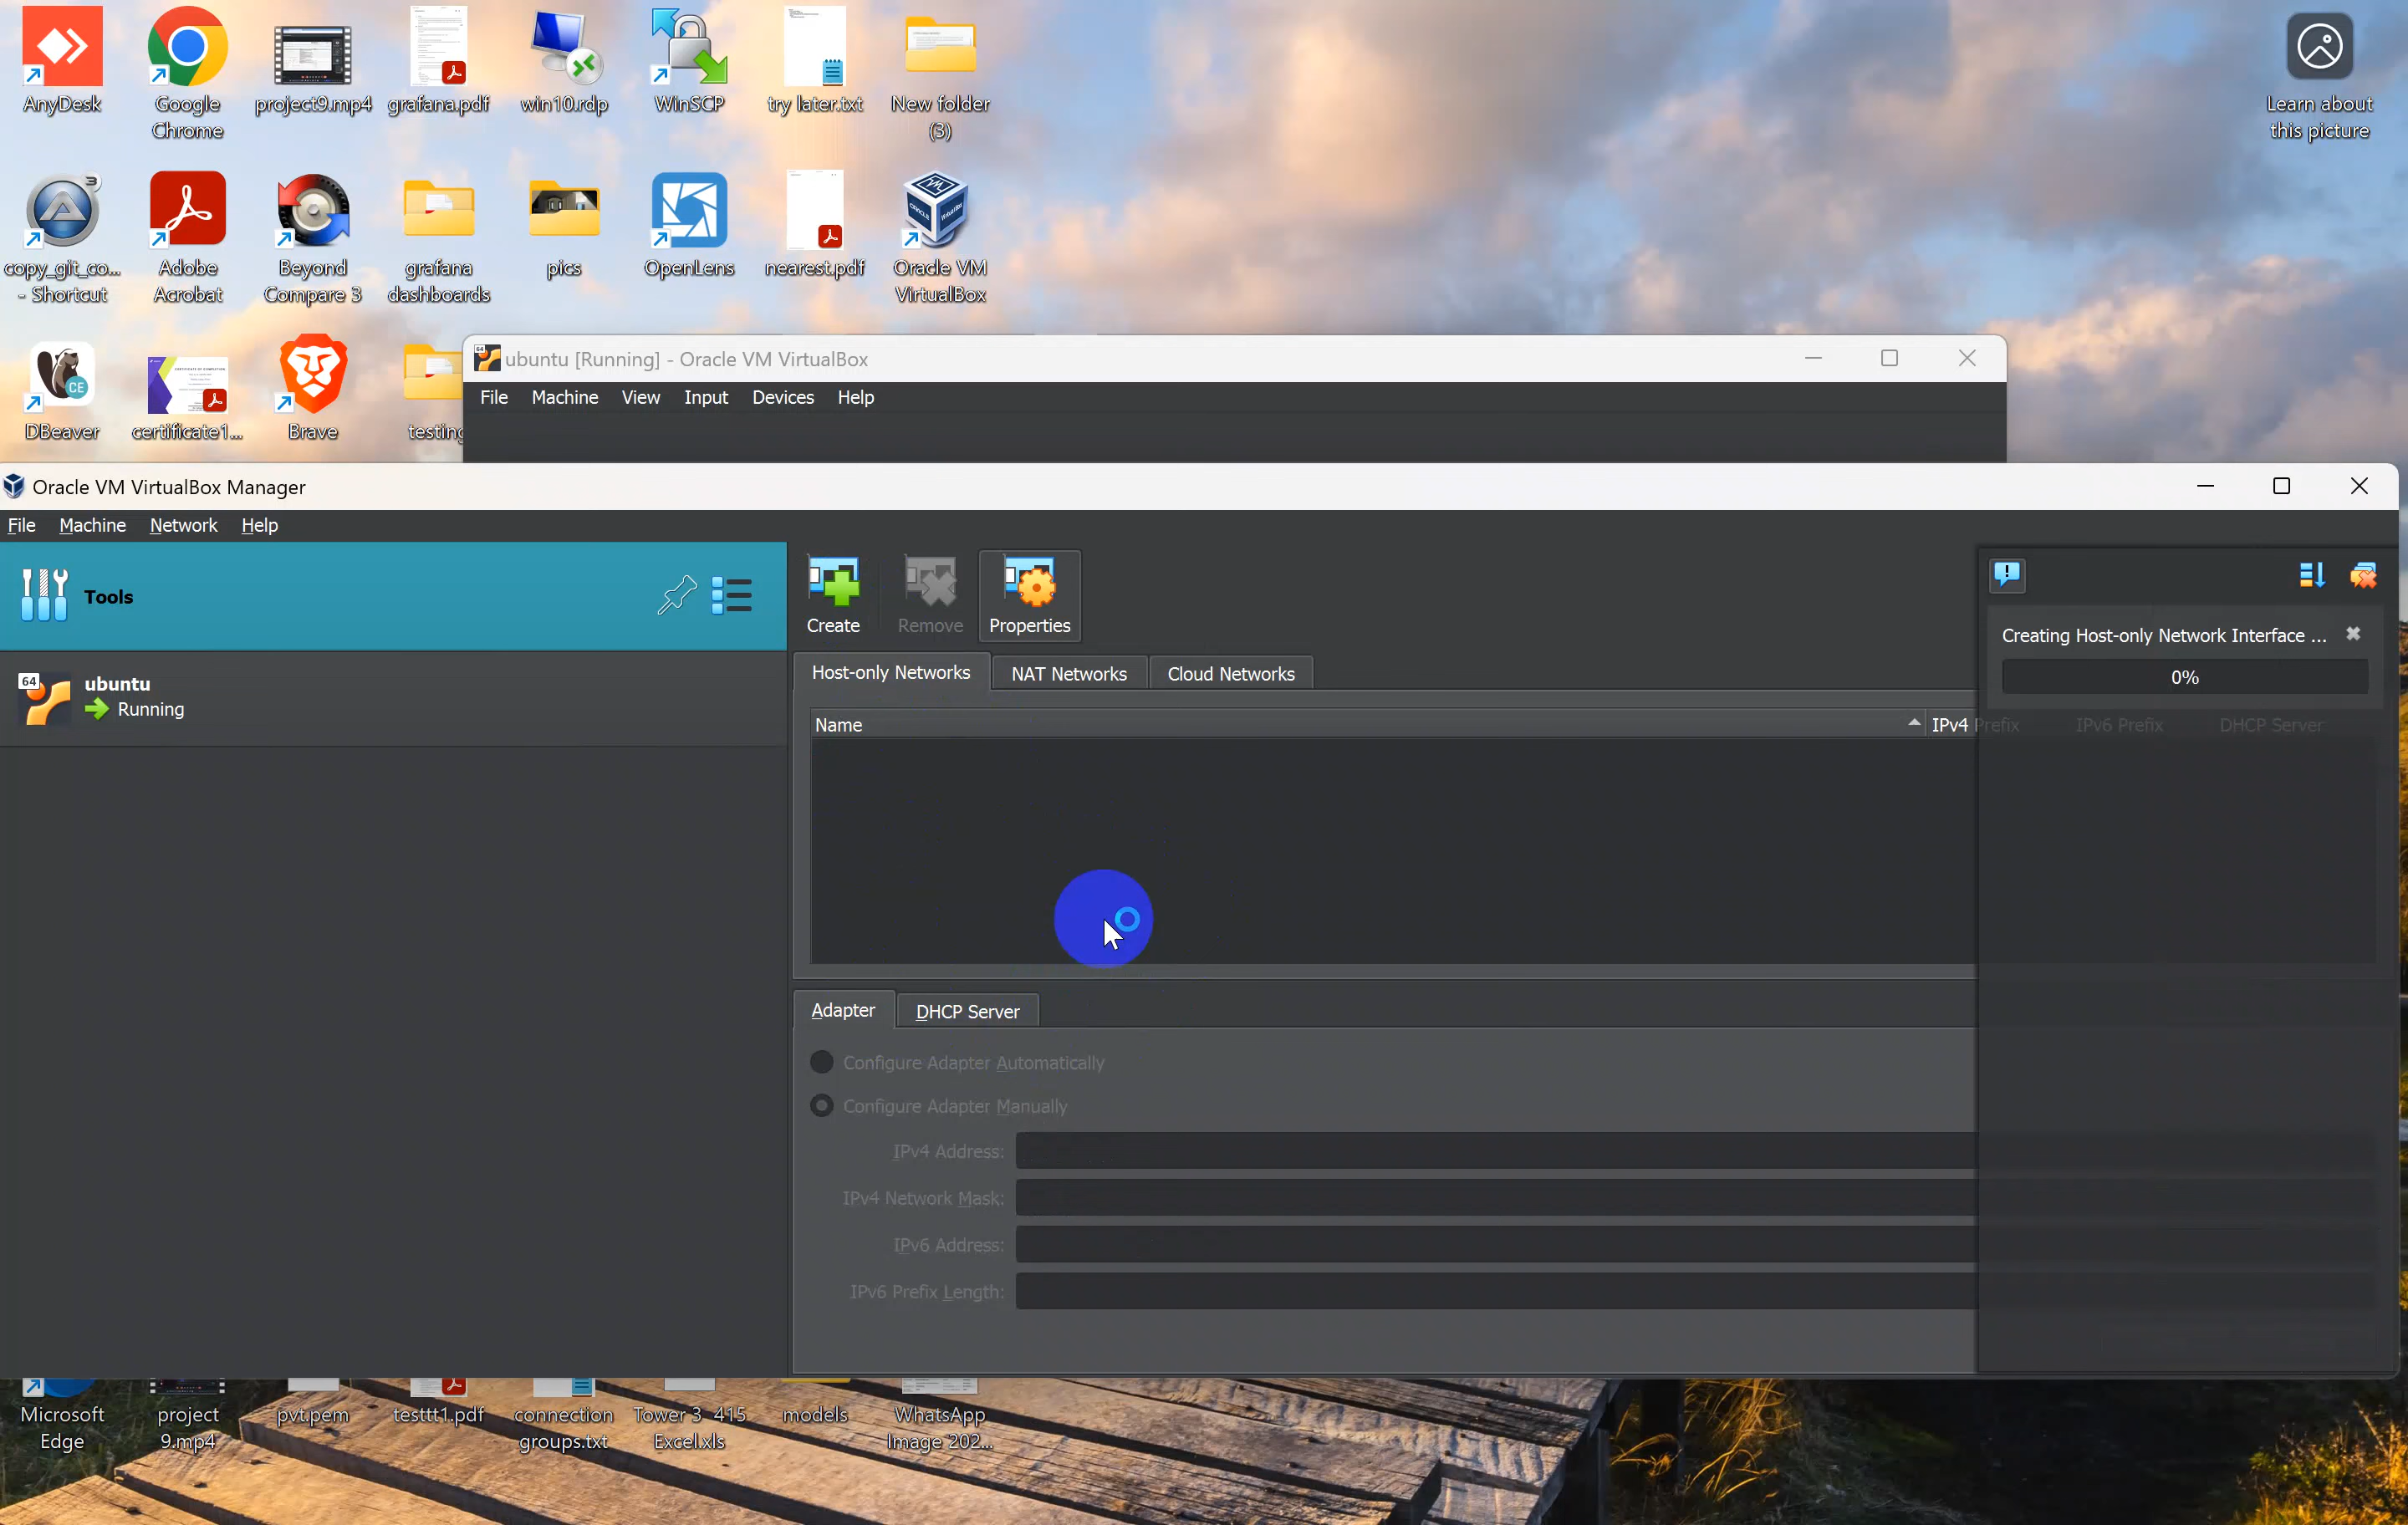 AnyDesk
Google
Chrome
project9.mp4
grafana.pdf
win10.rdp
WinSCP
try later.txt
New folder
(3)
Learn about
this picture
3
copy_git_co...
- Shortcut
Adobe
Acrobat
Beyond
Compare 3
grafana
dashboards
pics
OpenLens
nearest.pdf
Oracle VM
VirtualBox
CE
DBeaver
certificate1...
Brave
testing
64
ubuntu [Running] - Oracle VM VirtualBox
File Machine View Input Devices Help
Oracle VM VirtualBox Manager
File Machine Network Help
Tools
64
ubuntu
Running
Create
Remove
Properties
Host-only Networks
NAT Networks
Cloud Networks
Creating Host-only Network Interface ...
0%
Name
IPv4 Prefix
IPv6 Prefix
DHCP Server
Adapter
DHCP Server
Configure Adapter Automatically
Configure Adapter Manually
IPv4 Address:
IPv4 Network Mask:
IPv6 Address:
IPv6 Prefix Length:
Microsoft
Edge
project
9.mp4
pvt.pem
testtt1.pdf
connection
groups.txt
Tower 3_415
Excel.xls
models
WhatsApp
Image 202...